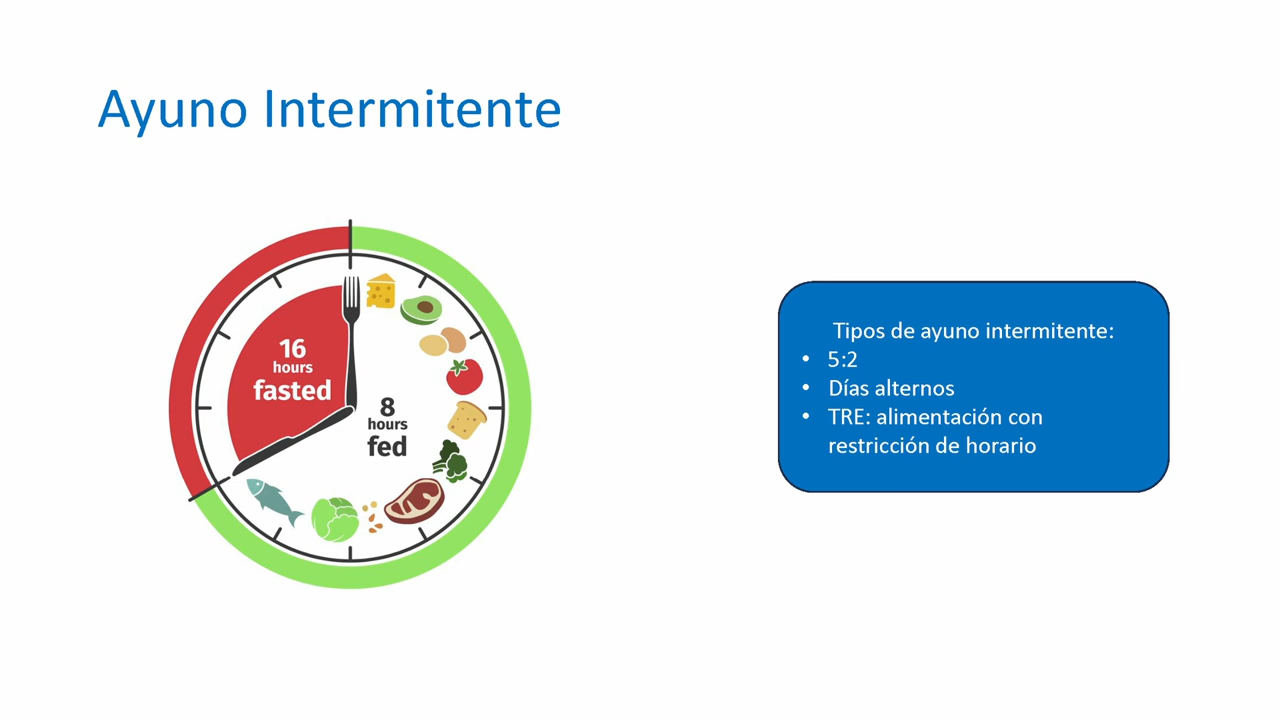 Ayuno Intermitente
16
hours
fasted
8
hours
fed
Tipos de ayuno intermitente:
• 5:2
• Días alternos
• TRE: alimentación con
restricción de horario